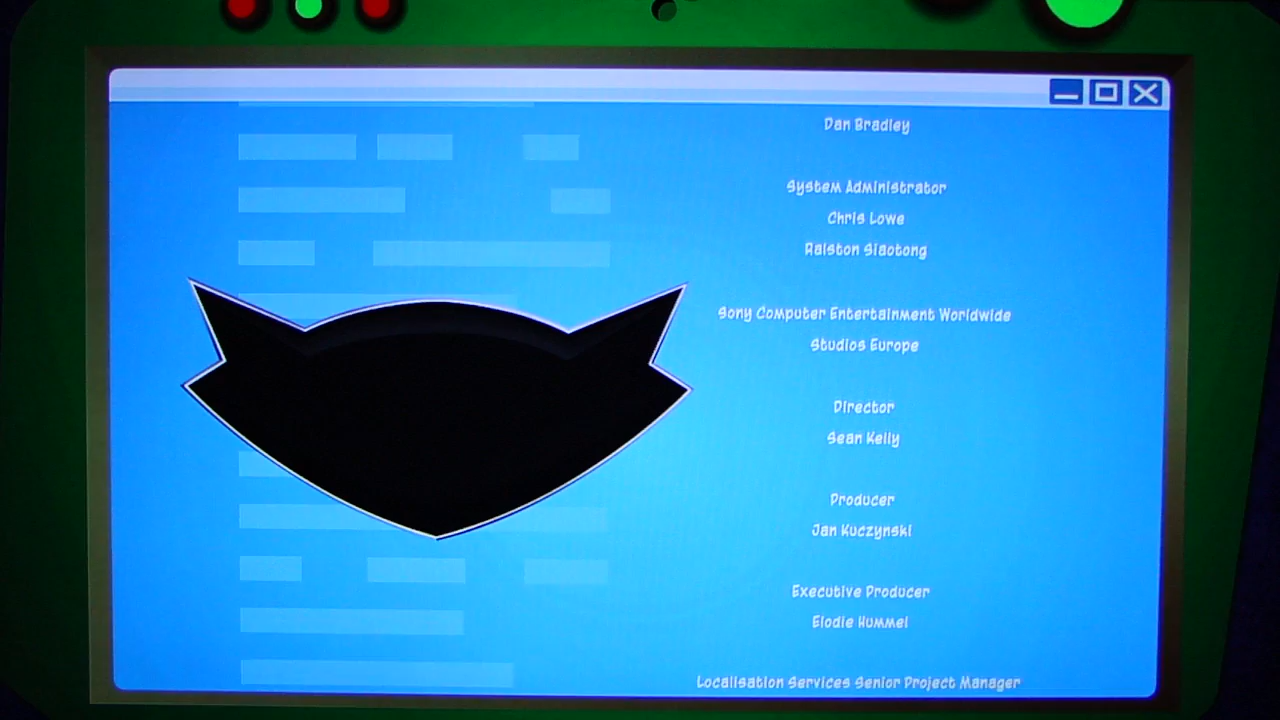 Dan Bradley
System Administrator
Chris Lowe
Ralston Siaotong
Sony Computer Entertainment Worldwide
Studios Europe
Director
Sean Kelly
Producer
Jan Kuczynski
Executive Producer
Elodie Hummel
Localisation Services Senior Project Manager